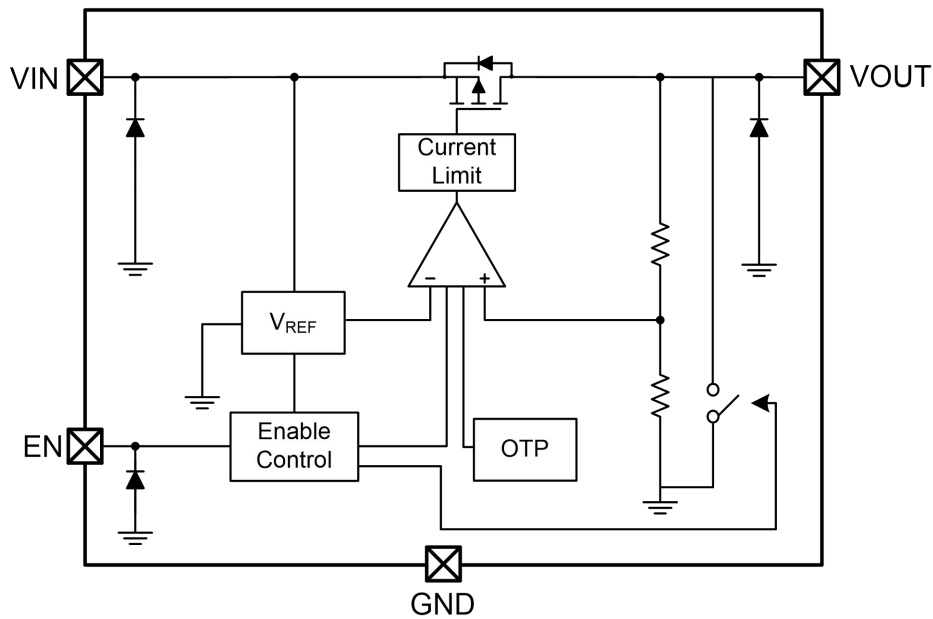 VIN
VOUT
Current
Limit
− +
V_REF
EN
Enable
Control
OTP
GND